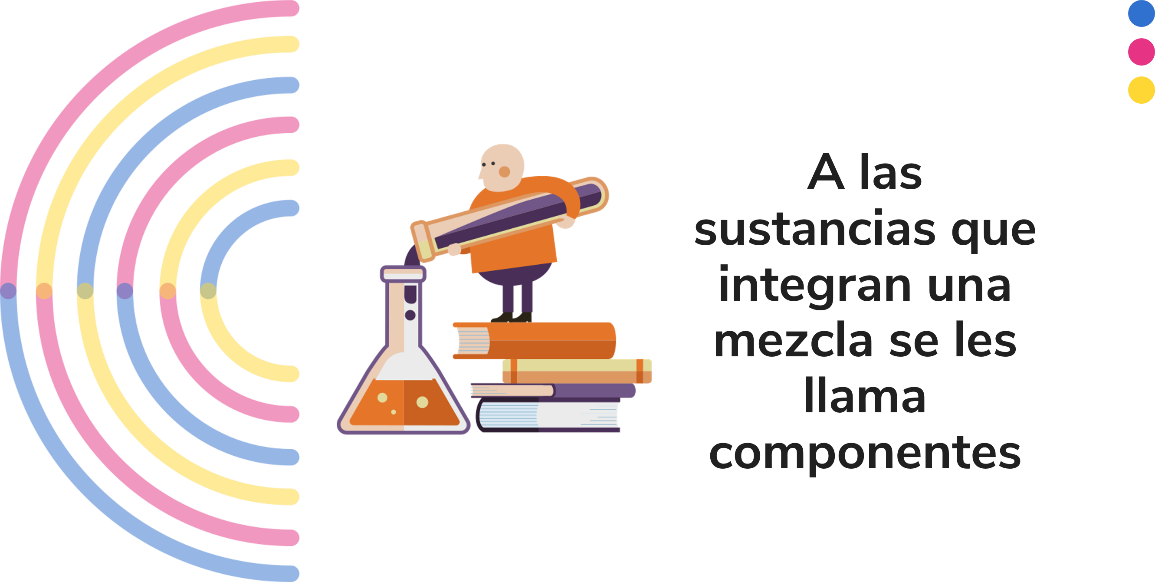 A las
sustancias que
integran una
mezcla se les
llama
componentes